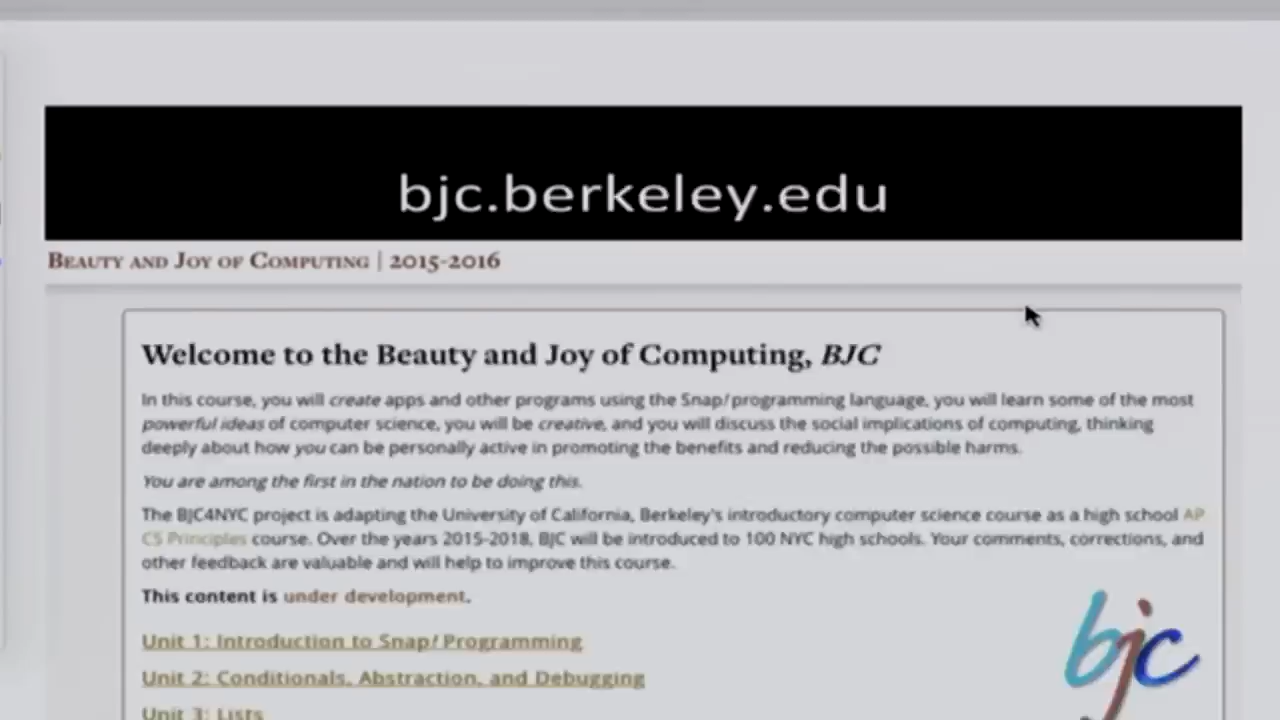 bjc.berkeley.edu
Beauty and Joy of Computing | 2015-2016
Welcome to the Beauty and Joy of Computing, BJC
In this course, you will create apps and other programs using the Snap! programming language, you will learn some of the most
powerful ideas of computer science, you will be creative, and you will discuss the social implications of computing, thinking
deeply about how you can be personally active in promoting the benefits and reducing the possible harms.
You are among the first in the nation to be doing this.
The BJC4NYC project is adapting the University of California, Berkeley's introductory computer science course as a high school AP
CS Principles course. Over the years 2015-2018, BJC will be introduced to 100 NYC high schools. Your comments, corrections, and
other feedback are valuable and will help to improve this course.
This content is under development.
Unit 1: Introduction to Snap! Programming
Unit 2: Conditionals, Abstraction, and Debugging
Unit 3: Lists
bjc